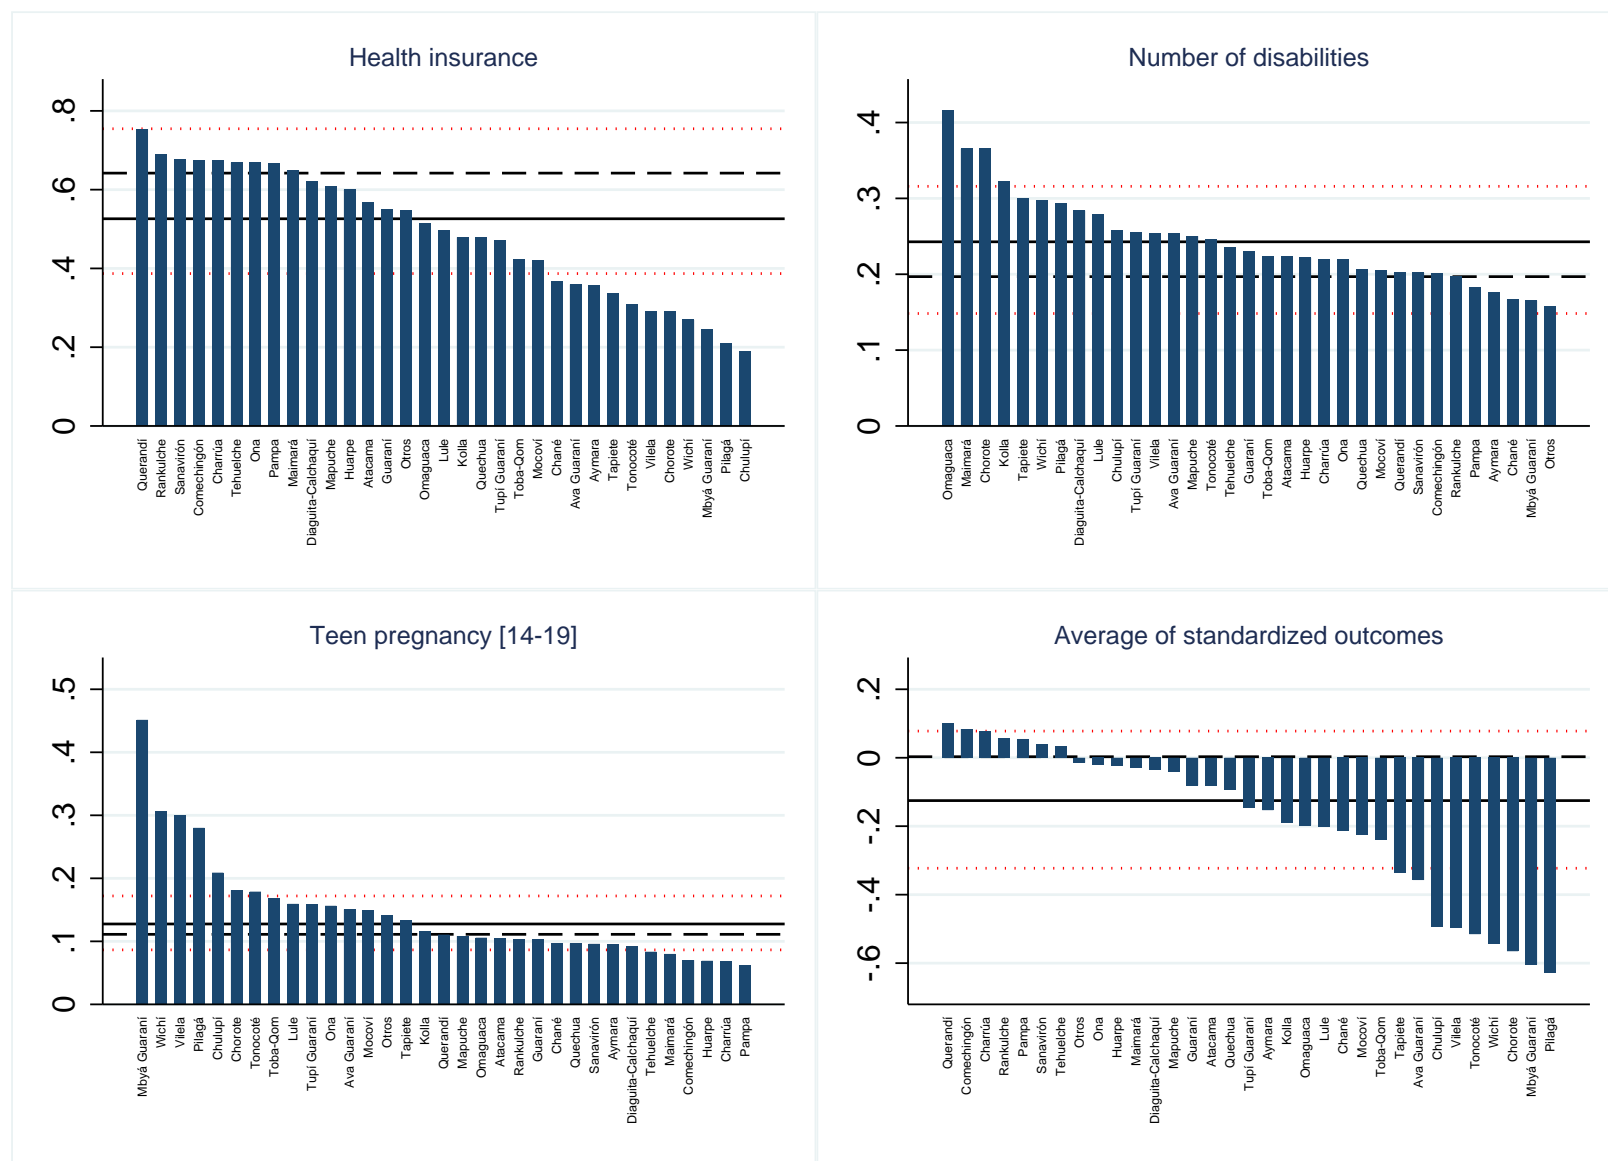 Health insurance
.8
.6
.4
.2
0
Querandí
Rankulche
Sanavirón
Comechingón
Charrúa
Tehuelche
Ona
Pampa
Maimará
Diaguita-Calchaquí
Mapuche
Huarpe
Atacama
Guaraní
Otros
Omaguaca
Lule
Kolla
Quechua
Tupí Guaraní
Toba-Qom
Mocoví
Chané
Ava Guaraní
Aymara
Tapiete
Tonocoté
Vilela
Chorote
Wichí
Mbyá Guaraní
Pilagá
Chulupí
Number of disabilities
.4
.3
.2
.1
0
Omaguaca
Maimará
Chorote
Kolla
Tapiete
Wichí
Pilagá
Diaguita-Calchaquí
Lule
Chulupí
Tupí Guaraní
Vilela
Ava Guaraní
Mapuche
Tonocoté
Tehuelche
Guaraní
Toba-Qom
Atacama
Huarpe
Charrúa
Ona
Quechua
Mocoví
Querandí
Sanavirón
Comechingón
Rankulche
Pampa
Aymara
Chané
Mbyá Guaraní
Otros
Teen pregnancy [14-19]
.5
.4
.3
.2
.1
0
Mbyá Guaraní
Wichí
Vilela
Pilagá
Chulupí
Chorote
Tonocoté
Toba-Qom
Lule
Tupí Guaraní
Ona
Ava Guaraní
Mocoví
Otros
Tapiete
Kolla
Querandí
Mapuche
Omaguaca
Atacama
Rankulche
Guaraní
Chané
Quechua
Sanavirón
Aymara
Diaguita-Calchaquí
Tehuelche
Maimará
Comechingón
Huarpe
Charrúa
Pampa
Average of standardized outcomes
.2
0
-.2
-.4
-.6
Querandí
Comechingón
Charrúa
Rankulche
Pampa
Sanavirón
Tehuelche
Otros
Ona
Huarpe
Maimará
Diaguita-Calchaquí
Mapuche
Guaraní
Atacama
Quechua
Tupí Guaraní
Aymara
Kolla
Omaguaca
Lule
Chané
Mocoví
Toba-Qom
Tapiete
Ava Guaraní
Chulupí
Vilela
Tonocoté
Wichí
Chorote
Mbyá Guaraní
Pilagá